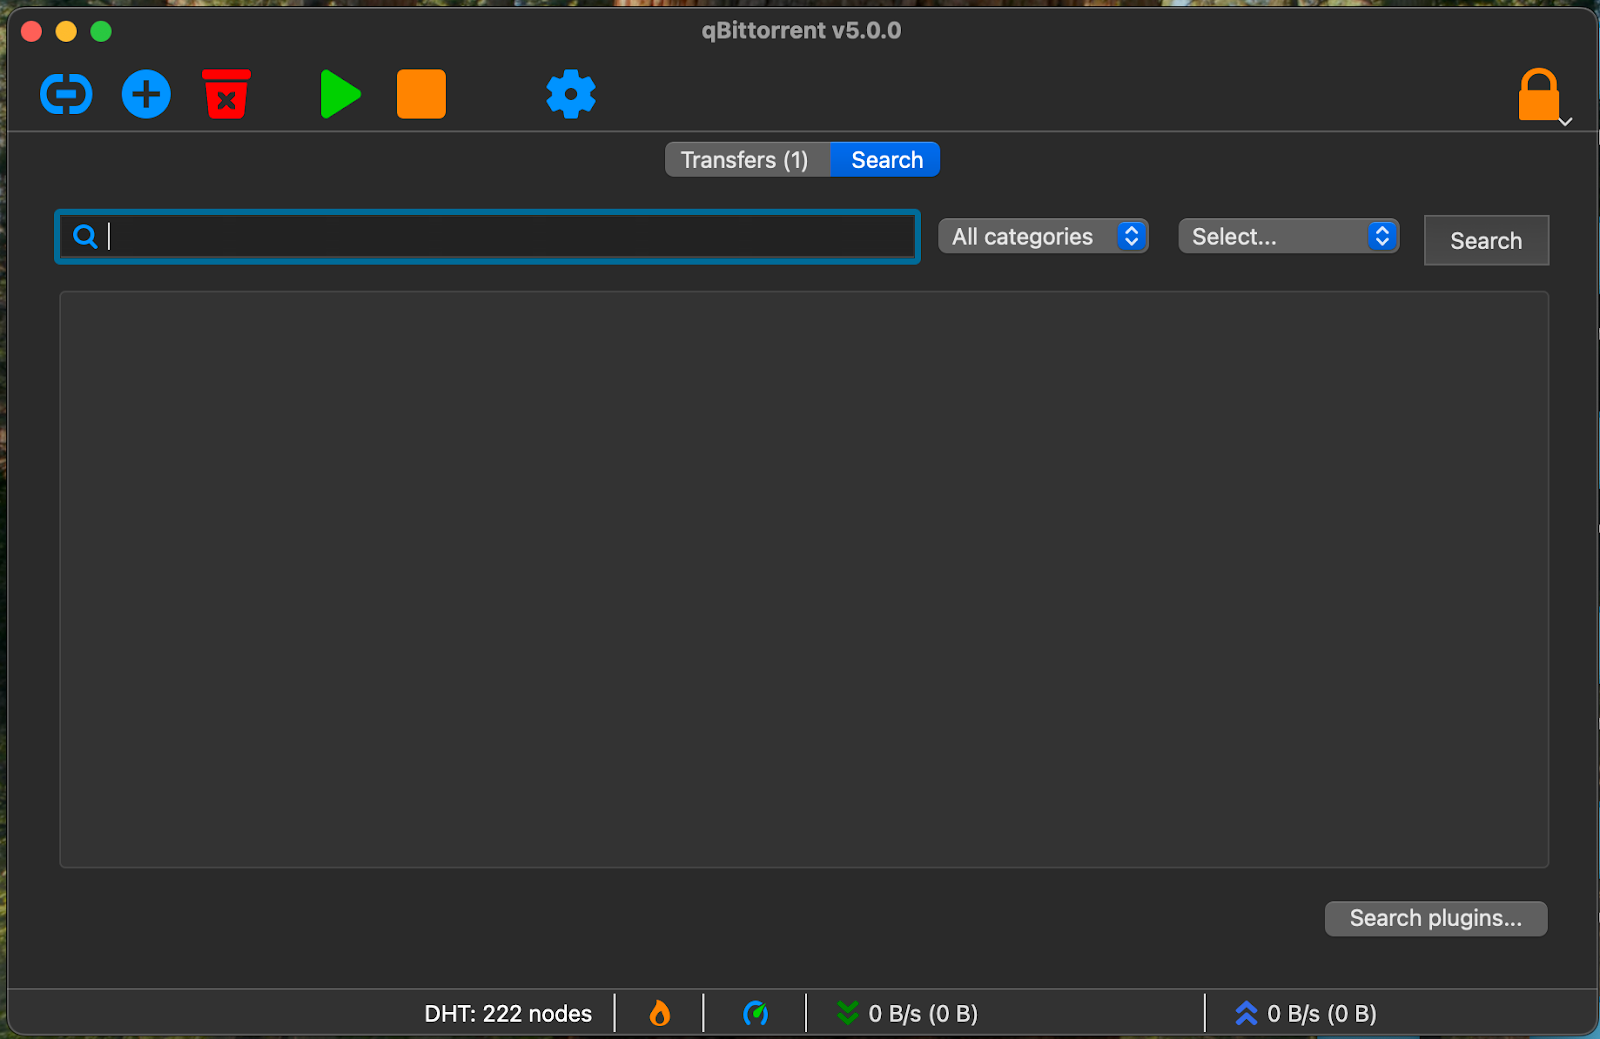 qBittorrent v5.0.0
Transfers (1) Search
All categories Select... Search
Search plugins...
DHT: 222 nodes 0 B/s (0 B) 0 B/s (0 B)